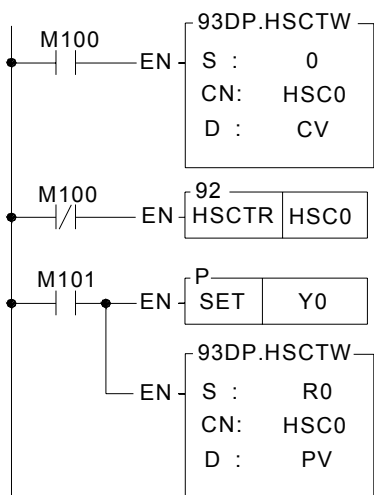 93DP.HSCTW
M100
EN
S : 0
CN: HSC0
D : CV
M100
EN
92
HSCTR HSC0
M101
EN
P
SET Y0
93DP.HSCTW
EN
S : R0
CN: HSC0
D : PV